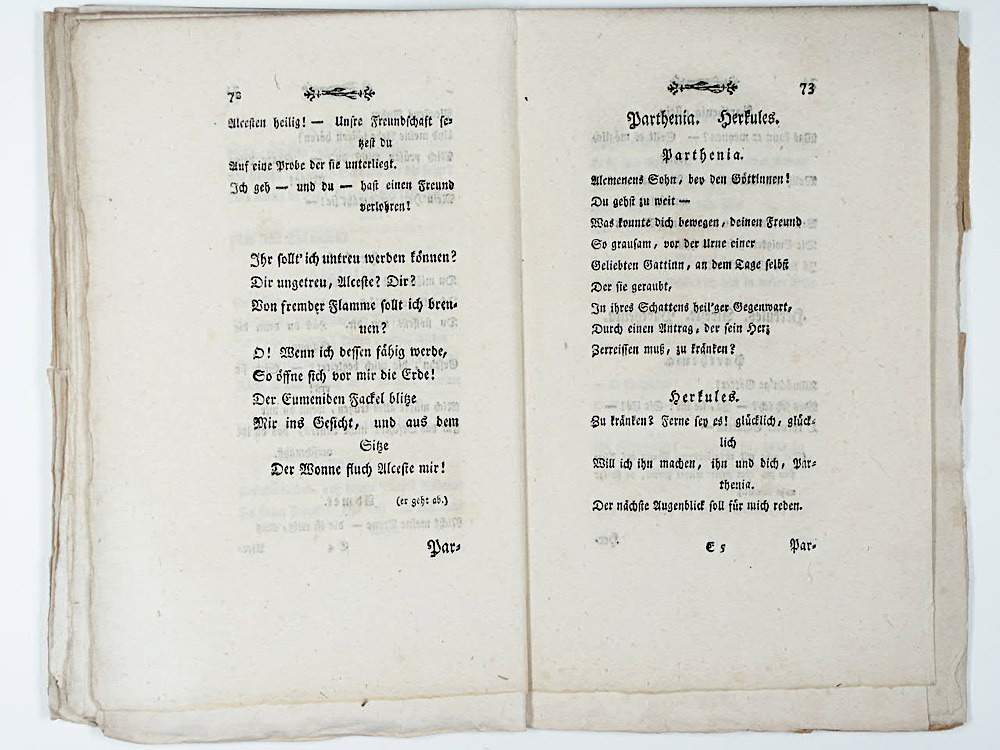 72
Alcesten heilig! — Unsre Freundschaft se-
tzest du
Auf eine Probe der sie unterliegt.
Ich geh — und du — hast einen Freund
verlohren!
Ihr sollt' ich untreu werden können?
Dir ungetreu, Alceste? Dir?
Von fremder Flamme sollt ich bren-
nen?
O! Wenn ich dessen fähig werde,
So öffne sich vor mir die Erde!
Der Eumeniden Fackel blitze
Mir ins Gesicht, und aus dem
Sitze
Der Wonne fluch Alceste mir!
(er geht ab.)
Par-
73
Parthenia. Herkules.
Parthenia.
Alcmenens Sohn, bey den Göttinnen!
Du gehst zu weit —
Was konnte dich bewegen, deinen Freund
So grausam, vor der Urne einer
Geliebten Gattinn, an dem Tage selbst
Der sie geraubt,
In ihres Schattens heil'ger Gegenwart,
Durch einen Antrag, der sein Herz
Zerreissen muß, zu kränken?
Herkules.
Zu kränken? Ferne sey es! glücklich, glück-
lich
Will ich ihn machen, ihn und dich, Par-
thenia.
Der nächste Augenblick soll für mich reden.
E 5 Par-